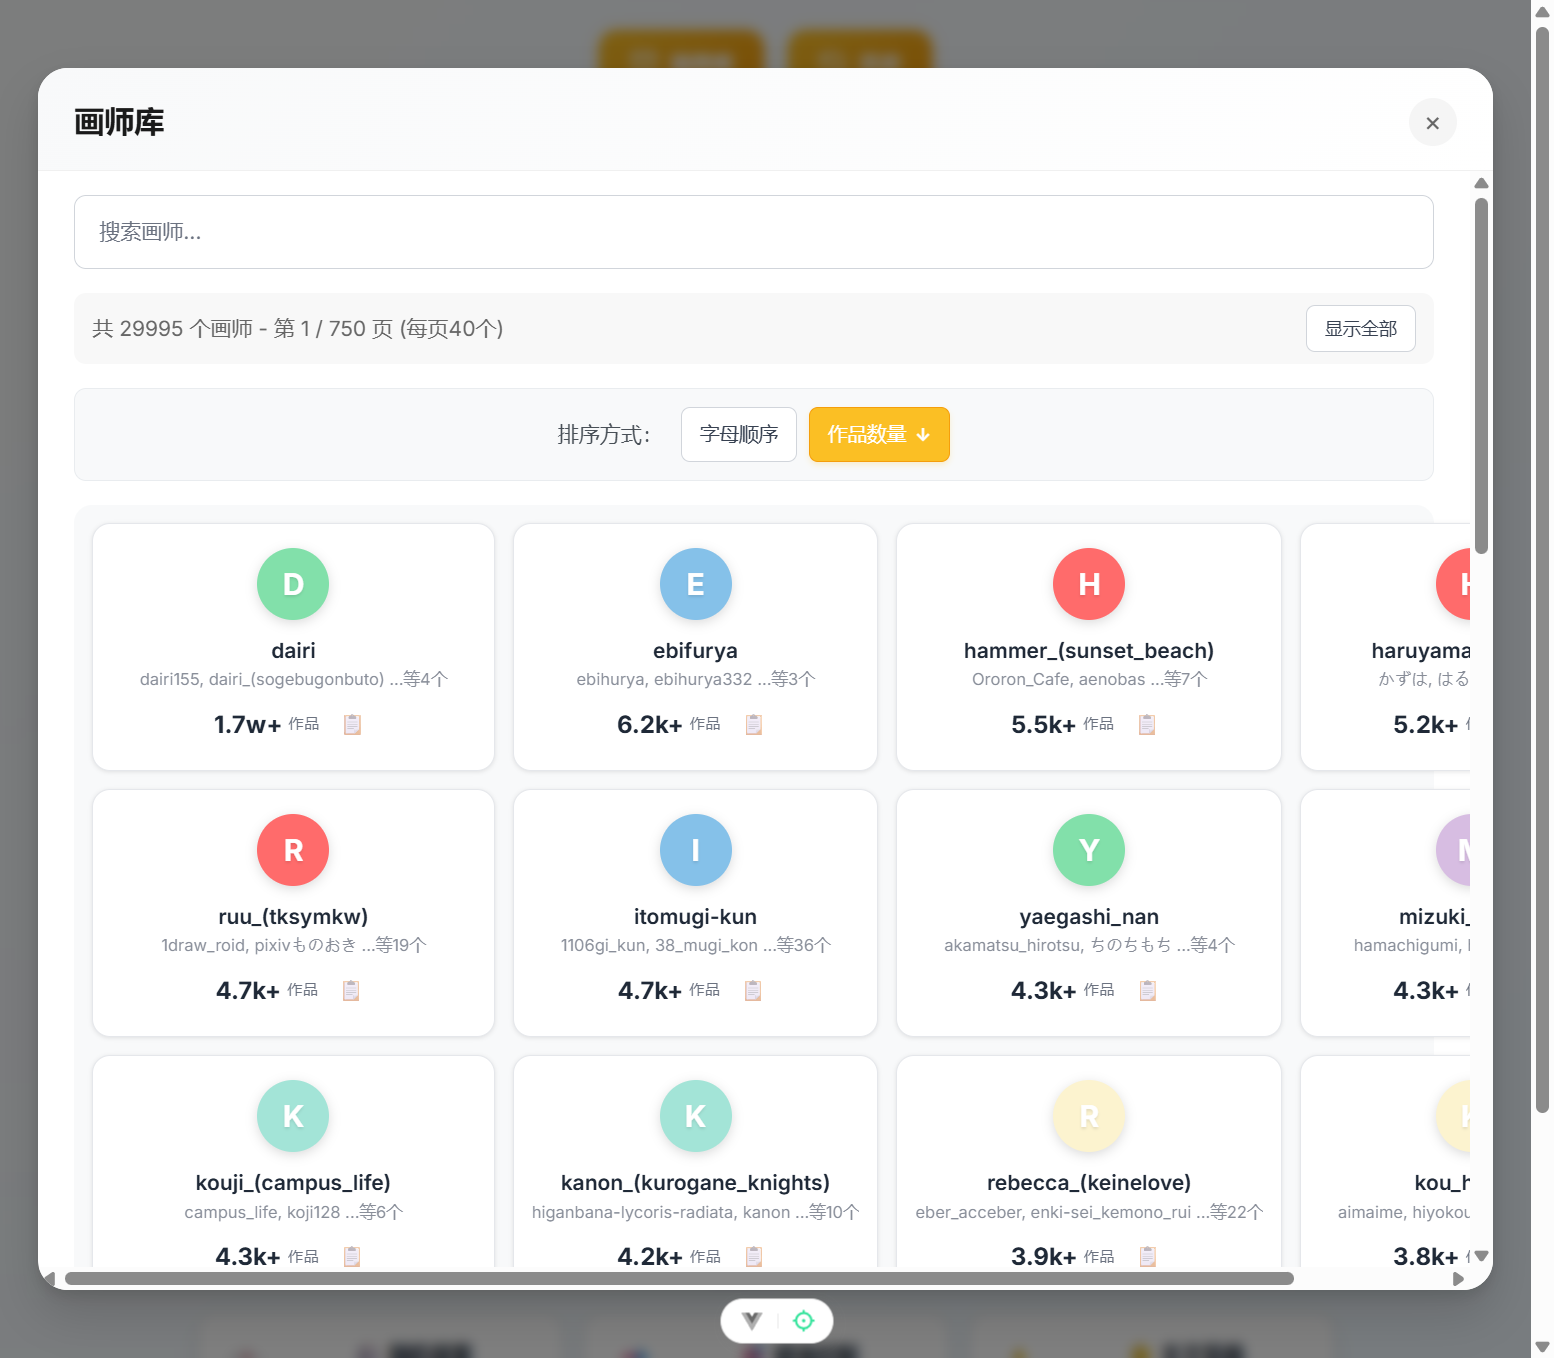 画师库
搜索画师...
共 29995 个画师 - 第 1 / 750 页 (每页40个)
显示全部
排序方式：
字母顺序
作品数量 ↓
D
E
H
dairi
ebifurya
hammer_(sunset_beach)
haruyama
dairi155, dairi_(sogebugonbuto) ...等4个
ebihurya, ebihurya332 ...等3个
Ororon_Cafe, aenobas ...等7个
かずは, はる
1.7w+ 作品
6.2k+ 作品
5.5k+ 作品
5.2k+
R
I
Y
ruu_(tksymkw)
itomugi-kun
yaegashi_nan
mizuki_
1draw_roid, pixivものおき ...等19个
1106gi_kun, 38_mugi_kon ...等36个
akamatsu_hirotsu, ちのちもち ...等4个
hamachigumi,
4.7k+ 作品
4.7k+ 作品
4.3k+ 作品
4.3k+
K
K
R
kouji_(campus_life)
kanon_(kurogane_knights)
rebecca_(keinelove)
kou_h
campus_life, koji128 ...等6个
higanbana-lycoris-radiata, kanon ...等10个
eber_acceber, enki-sei_kemono_rui ...等22个
aimaime, hiyokou
4.3k+ 作品
4.2k+ 作品
3.9k+ 作品
3.8k+